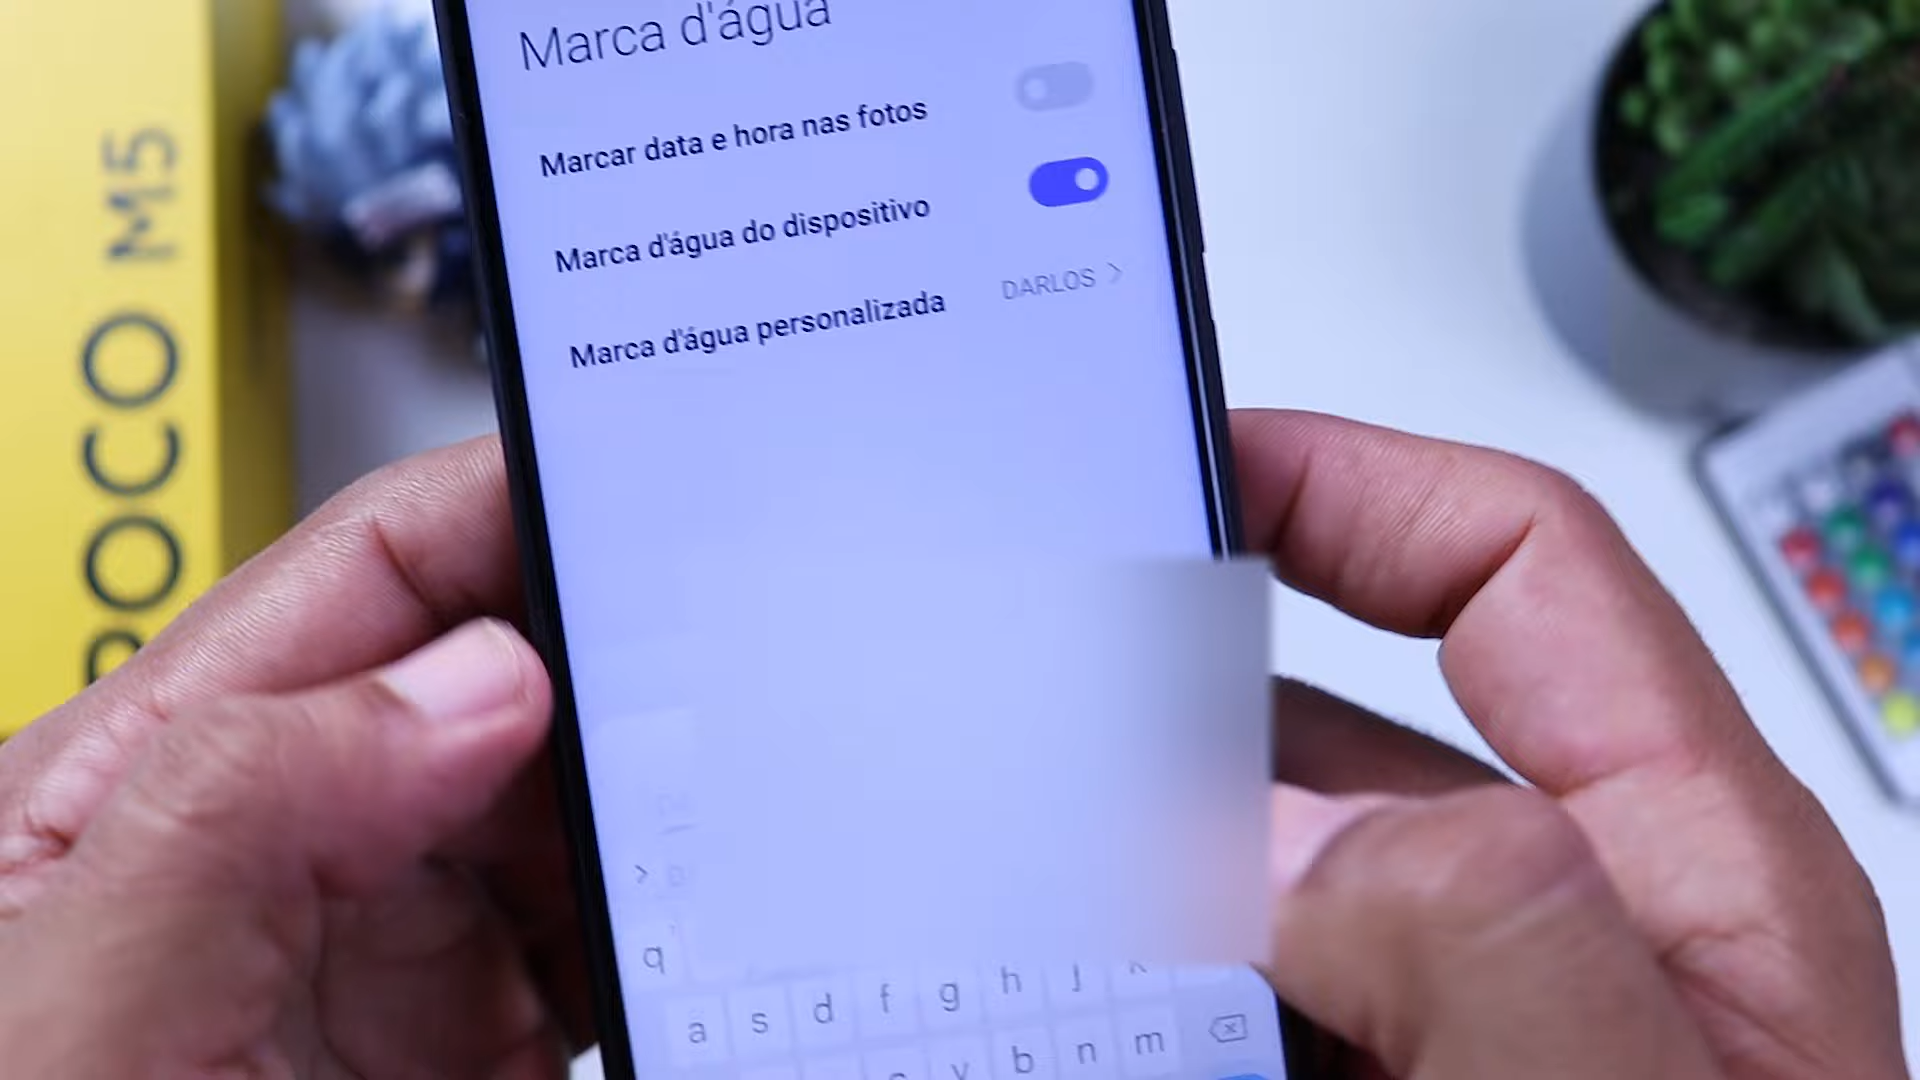 Marca d'água
Marcar data e hora nas fotos
Marca d'água do dispositivo
Marca d'água personalizada
DARLOS >
POCO M5
>
q
a s d f g h j k
v b n m